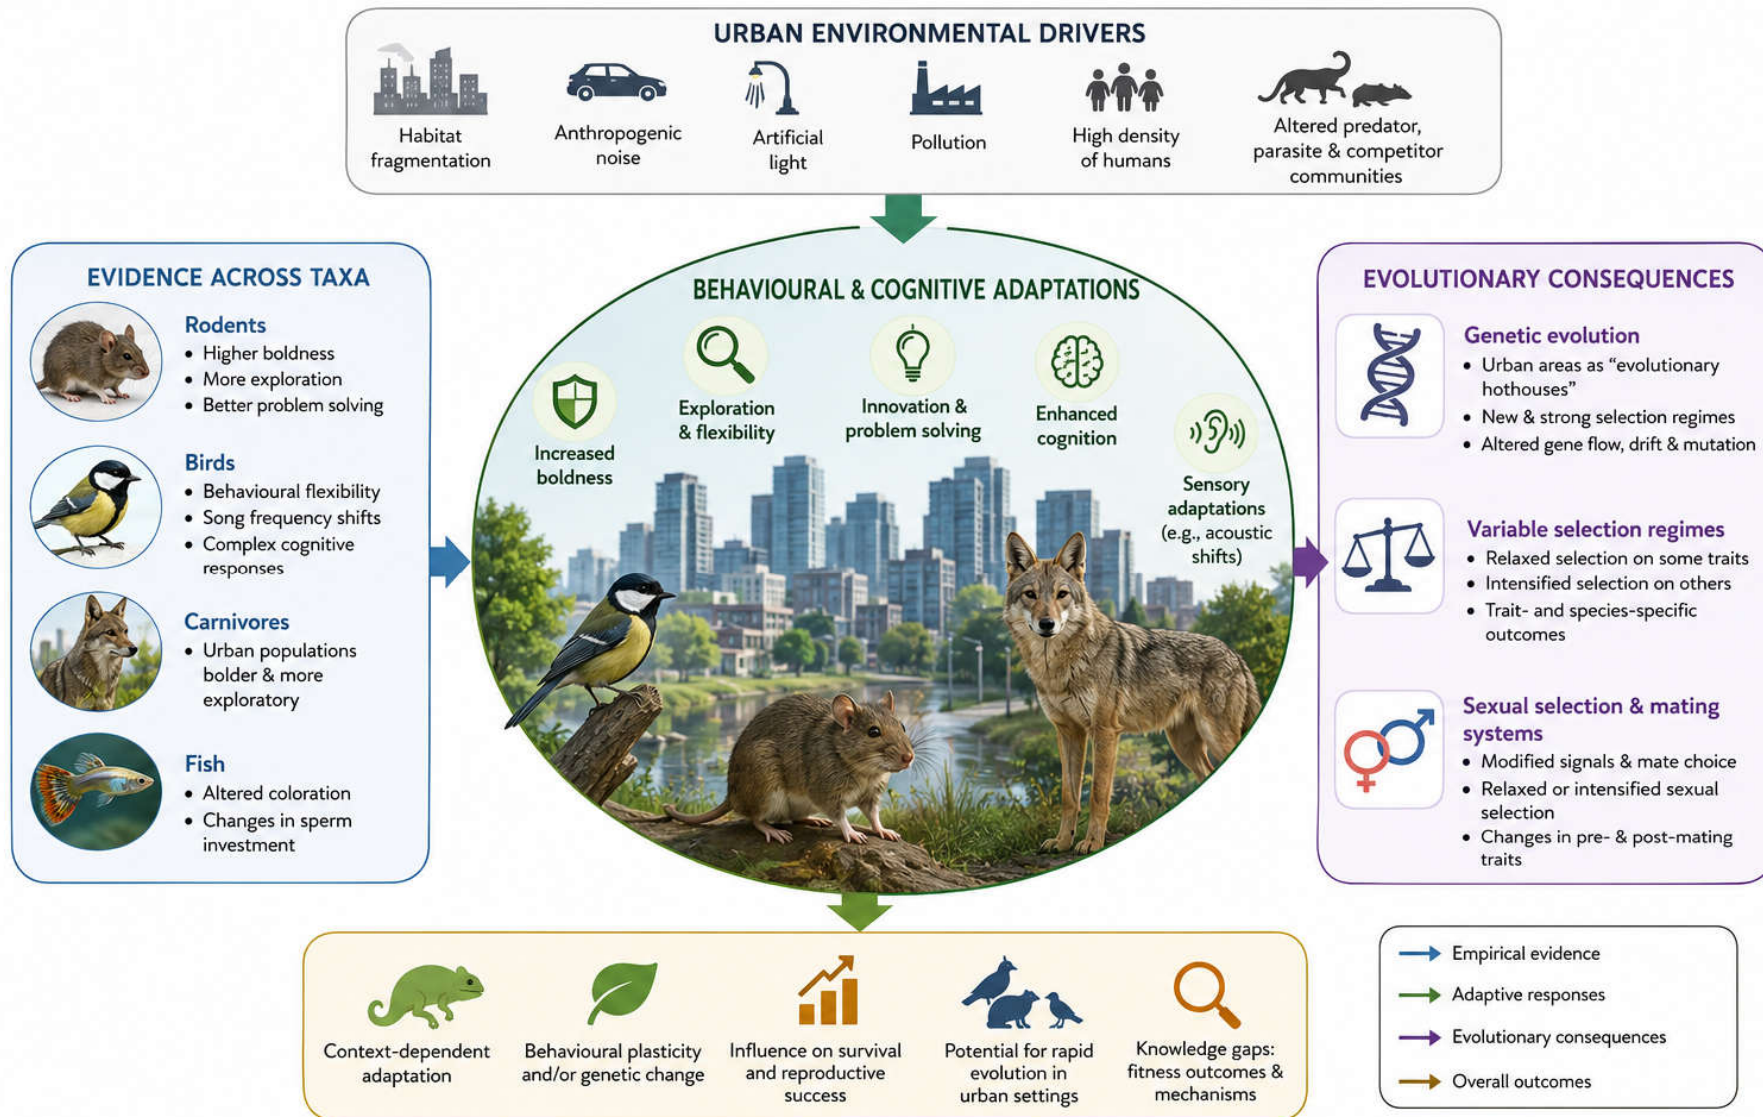 URBAN ENVIRONMENTAL DRIVERS
Habitat
fragmentation
Anthropogenic
noise
Artificial
light
Pollution
High density
of humans
Altered predator,
parasite & competitor
communities
EVIDENCE ACROSS TAXA
Rodents
• Higher boldness
• More exploration
• Better problem solving
Birds
• Behavioural flexibility
• Song frequency shifts
• Complex cognitive
responses
Carnivores
• Urban populations
bolder & more
exploratory
Fish
• Altered coloration
• Changes in sperm
investment
BEHAVIOURAL & COGNITIVE ADAPTATIONS
Increased
boldness
Exploration
& flexibility
Innovation &
problem solving
Enhanced
cognition
Sensory
adaptations
(e.g., acoustic
shifts)
EVOLUTIONARY CONSEQUENCES
Genetic evolution
• Urban areas as “evolutionary
hothouses”
• New & strong selection regimes
• Altered gene flow, drift & mutation
Variable selection regimes
• Relaxed selection on some traits
• Intensified selection on others
• Trait- and species-specific
outcomes
Sexual selection & mating
systems
• Modified signals & mate choice
• Relaxed or intensified sexual
selection
• Changes in pre- & post-mating
traits
Context-dependent
adaptation
Behavioural plasticity
and/or genetic change
Influence on survival
and reproductive
success
Potential for rapid
evolution in
urban settings
Knowledge gaps:
fitness outcomes &
mechanisms
Empirical evidence
Adaptive responses
Evolutionary consequences
Overall outcomes